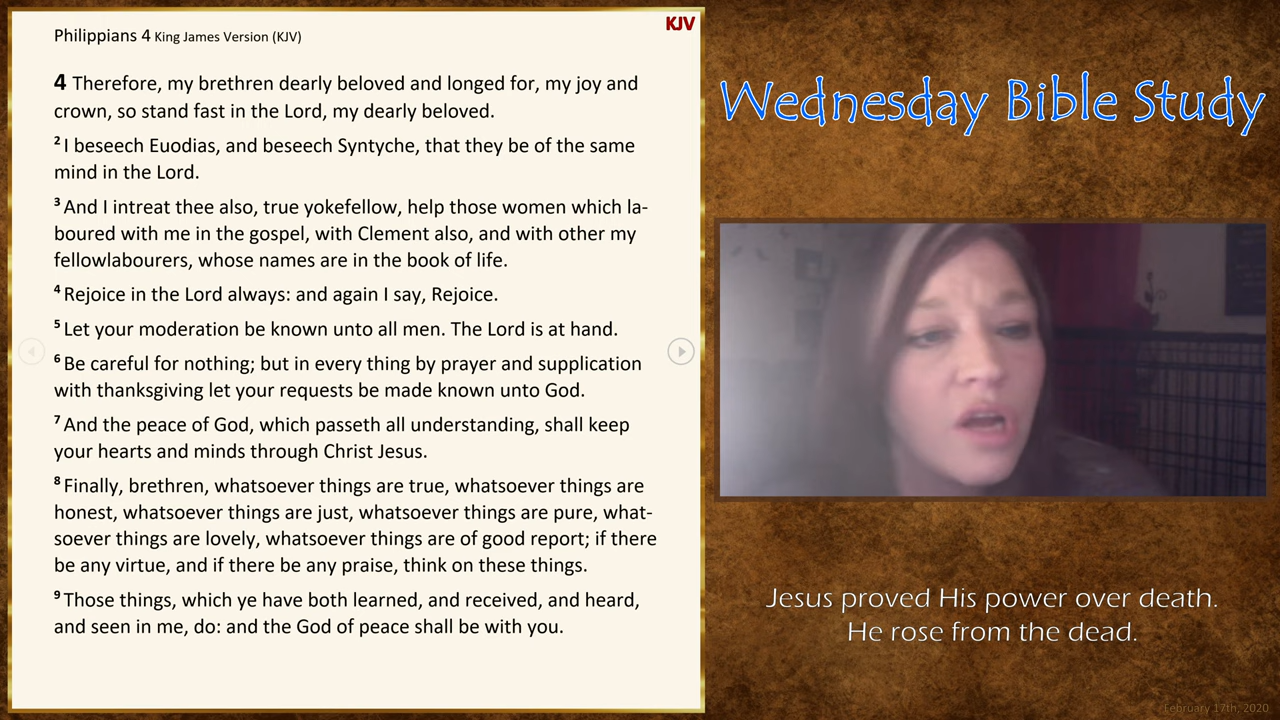 KJV
Philippians 4 King James Version (KJV)
4 Therefore, my brethren dearly beloved and longed for, my joy and
crown, so stand fast in the Lord, my dearly beloved.
2 I beseech Euodias, and beseech Syntyche, that they be of the same
mind in the Lord.
3 And I intreat thee also, true yokefellow, help those women which la-
boured with me in the gospel, with Clement also, and with other my
fellowlabourers, whose names are in the book of life.
4 Rejoice in the Lord always: and again I say, Rejoice.
5 Let your moderation be known unto all men. The Lord is at hand.
6 Be careful for nothing; but in every thing by prayer and supplication
with thanksgiving let your requests be made known unto God.
7 And the peace of God, which passeth all understanding, shall keep
your hearts and minds through Christ Jesus.
8 Finally, brethren, whatsoever things are true, whatsoever things are
honest, whatsoever things are just, whatsoever things are pure, what-
soever things are lovely, whatsoever things are of good report; if there
be any virtue, and if there be any praise, think on these things.
9 Those things, which ye have both learned, and received, and heard,
and seen in me, do: and the God of peace shall be with you.
Wednesday Bible Study
Jesus proved His power over death.
He rose from the dead.
February 17th, 2020